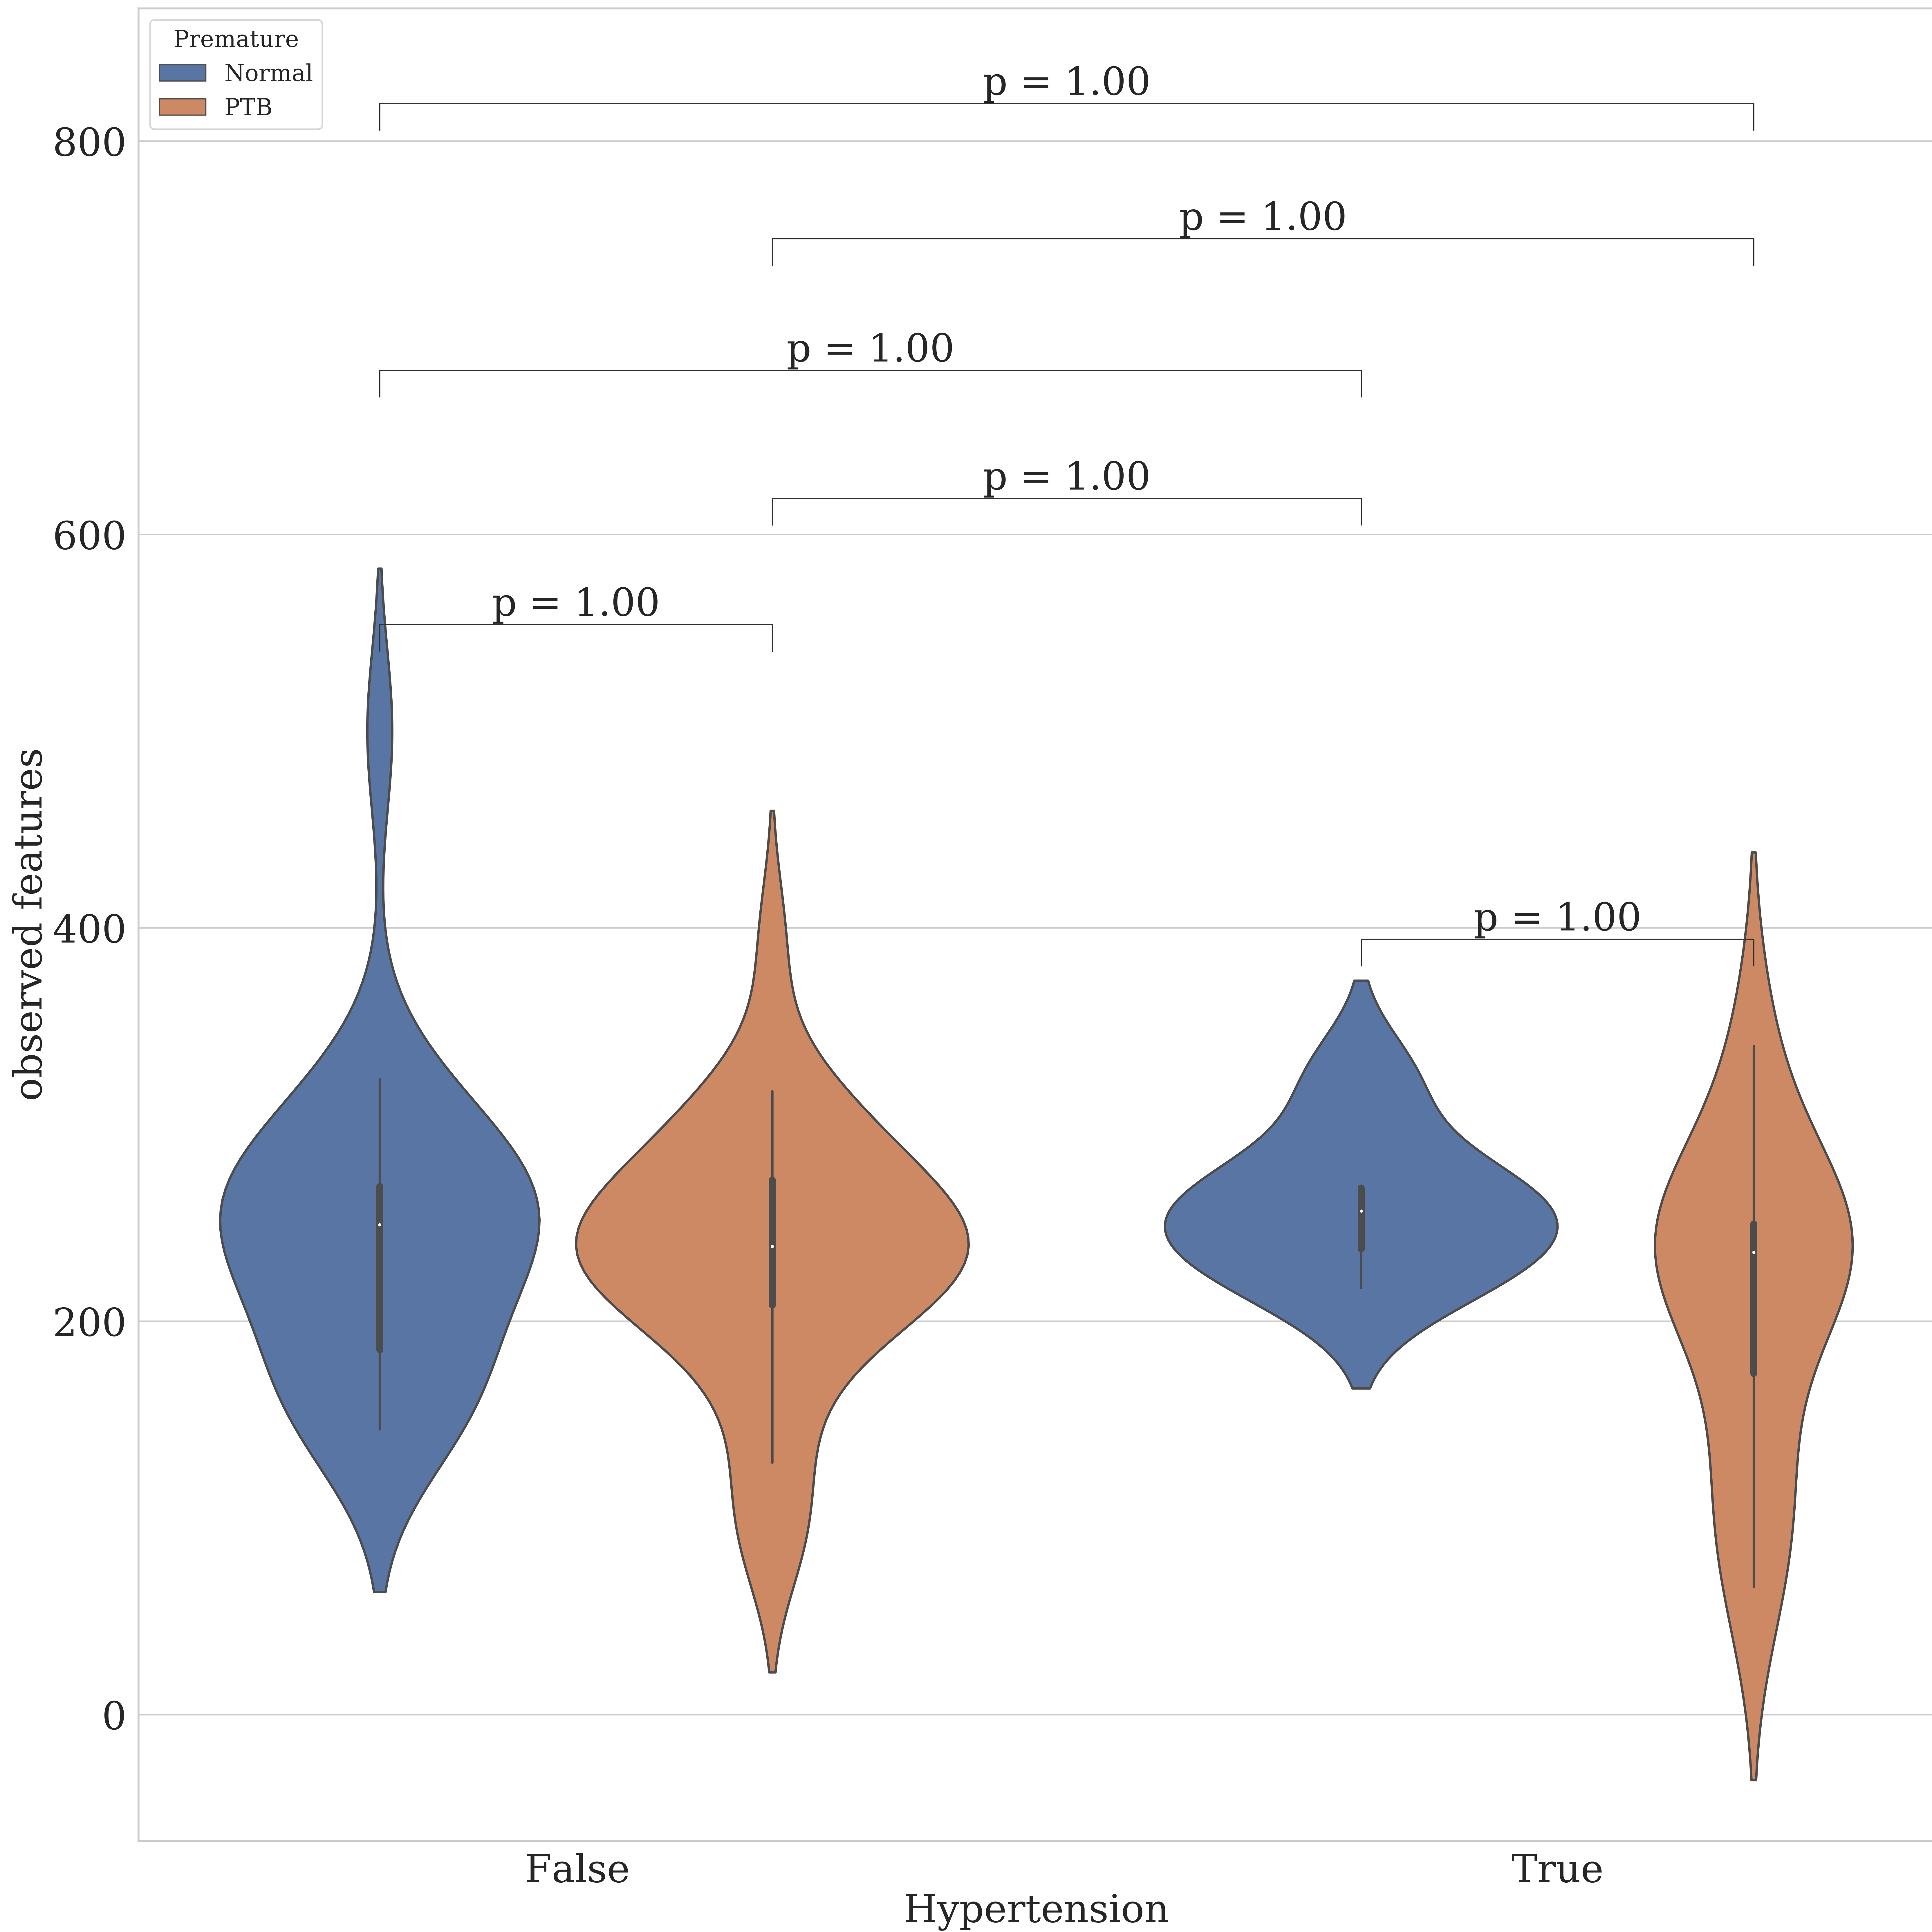 Premature
Normal
PTB
p = 1.00
p = 1.00
p = 1.00
p = 1.00
p = 1.00
p = 1.00
800
600
400
200
0
observed features
False
True
Hypertension